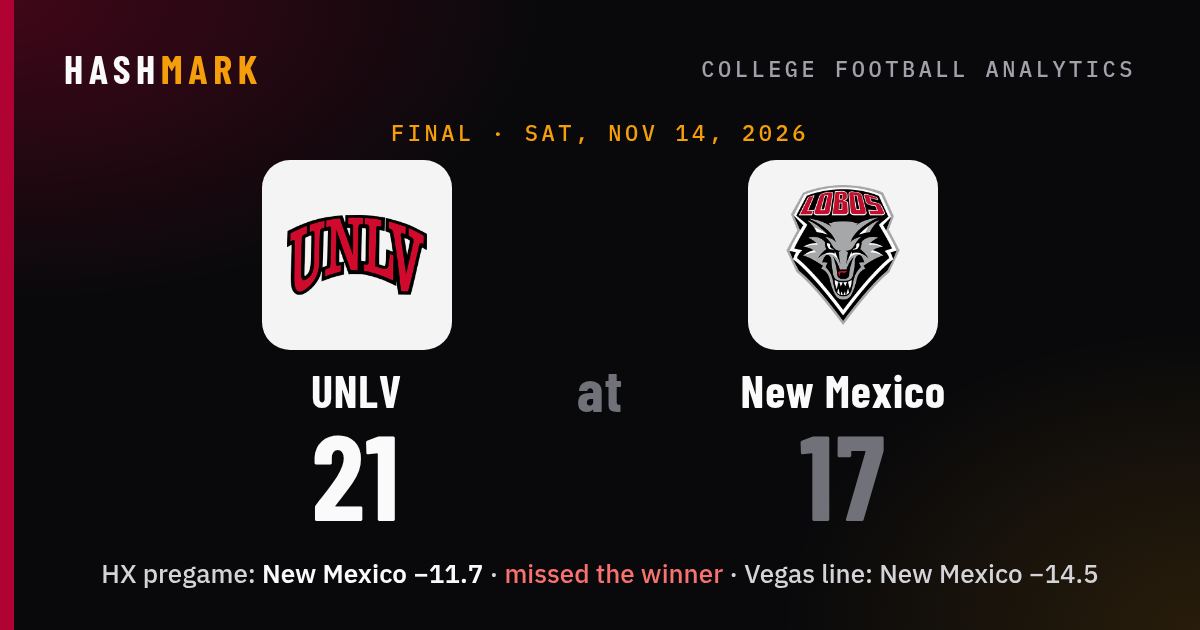 HASHMARK
COLLEGE FOOTBALL ANALYTICS
FINAL · SAT, NOV 14, 2026
UNLV
LOBOS
UNLV at New Mexico
21 17
HX pregame: New Mexico −11.7 · missed the winner · Vegas line: New Mexico −14.5